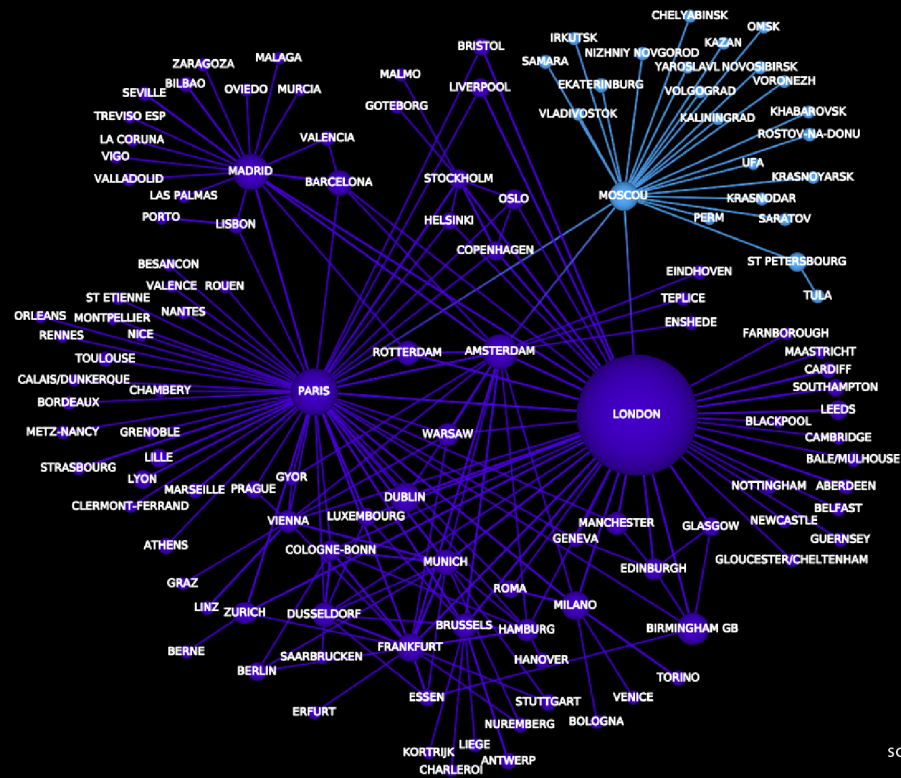 CHELYABINSK
OMSK
IRKUTSK
KAZAN
BRISTOL
NIZHNIY NOVGOROD
MALAGA
ZARAGOZA
SAMARA
YAROSLAVL
NOVOSIBIRSK
MALMO
VORONEZH
BILBAO
OVIEDO
MURCIA
LIVERPOOL
EKATERINBURG
VOLGOGRAD
SEVILLE
GOTEBORG
KHABAROVSK
TREVISO ESP
VLADIVOSTOK
KALININGRAD
ROSTOV-NA-DONU
LA CORUNA
VALENCIA
VIGO
UFA
MADRID
VALLADOLID
BARCELONA
STOCKHOLM
KRASNOYARSK
LAS PALMAS
OSLO
MOSCOU
KRASNODAR
PORTO
LISBON
HELSINKI
PERM
SARATOV
COPENHAGEN
BESANCON
ST PETERSBOURG
EINDHOVEN
VALENCE
ROUEN
ST ETIENNE
TEPLICE
TULA
ORLEANS
MONTPELLIER
NANTES
ENSHEDE
RENNES
NICE
FARNBOROUGH
TOULOUSE
ROTTERDAM
AMSTERDAM
MAASTRICHT
CARDIFF
CALAIS/DUNKERQUE
CHAMBERY
PARIS
SOUTHAMPTON
BORDEAUX
LONDON
LEEDS
BLACKPOOL
METZ-NANCY
GRENOBLE
WARSAW
CAMBRIDGE
LILLE
BALE/MULHOUSE
STRASBOURG
LYON
GYOR
MARSEILLE
PRAGUE
NOTTINGHAM
ABERDEEN
DUBLIN
CLERMONT-FERRAND
BELFAST
VIENNA
LUXEMBOURG
MANCHESTER
GLASGOW
NEWCASTLE
GENEVA
GUERNSEY
ATHENS
COLOGNE-BONN
MUNICH
EDINBURGH
GLOUCESTER/CHELTENHAM
GRAZ
ROMA
LINZ
ZURICH
DUSSELDORF
MILANO
BRUSSELS
HAMBURG
BIRMINGHAM GB
BERNE
SAARBRUCKEN
FRANKFURT
HANOVER
BERLIN
TORINO
ESSEN
STUTTGART
VENICE
ERFURT
NUREMBERG
BOLOGNA
KORTRIJK
LIEGE
ANTWERP
CHARLEROI
SC